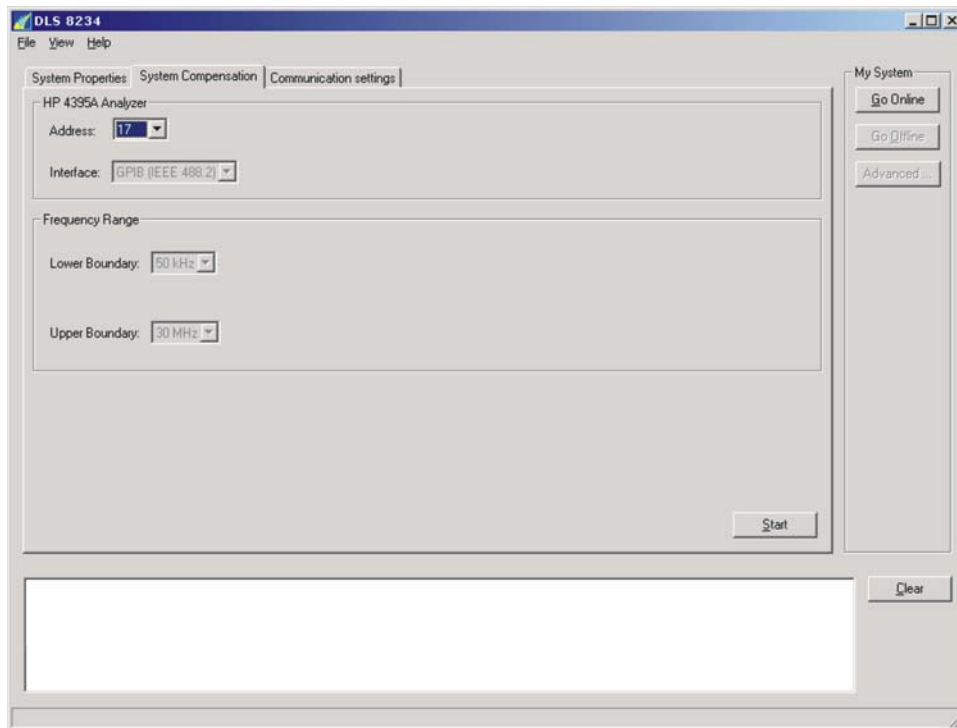 DLS 8234
File View Help
System Properties System Compensation Communication settings
HP 4395A Analyzer
Address: 17
Interface: GPIB (IEEE 488.2)
Frequency Range
Lower Boundary: 50 kHz
Upper Boundary: 30 MHz
Start
My System
Go Online
Go Offline
Advanced ...
Clear